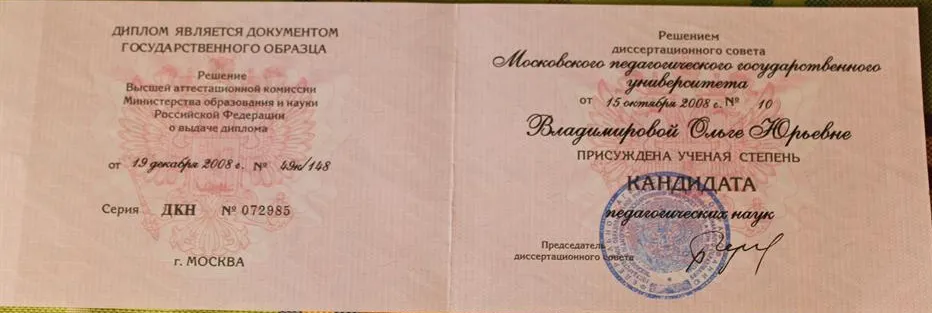 ДИПЛОМ ЯВЛЯЕТСЯ ДОКУМЕНТОМ
ГОСУДАРСТВЕННОГО ОБРАЗЦА
Решение
Высшей аттестационной комиссии
Министерства образования и науки
Российской Федерации
о выдаче диплома
от 19 декабря 2008 г. № 49к/148
Серия ДКН № 072985
г. МОСКВА
Решением
диссертационного совета
Московского педагогического государственного
университета
от 15 октября 2008 г. № 10
Владимировой Ольге Юрьевне
ПРИСУЖДЕНА УЧЕНАЯ СТЕПЕНЬ
КАНДИДАТА
педагогических наук
Председатель
диссертационного совета